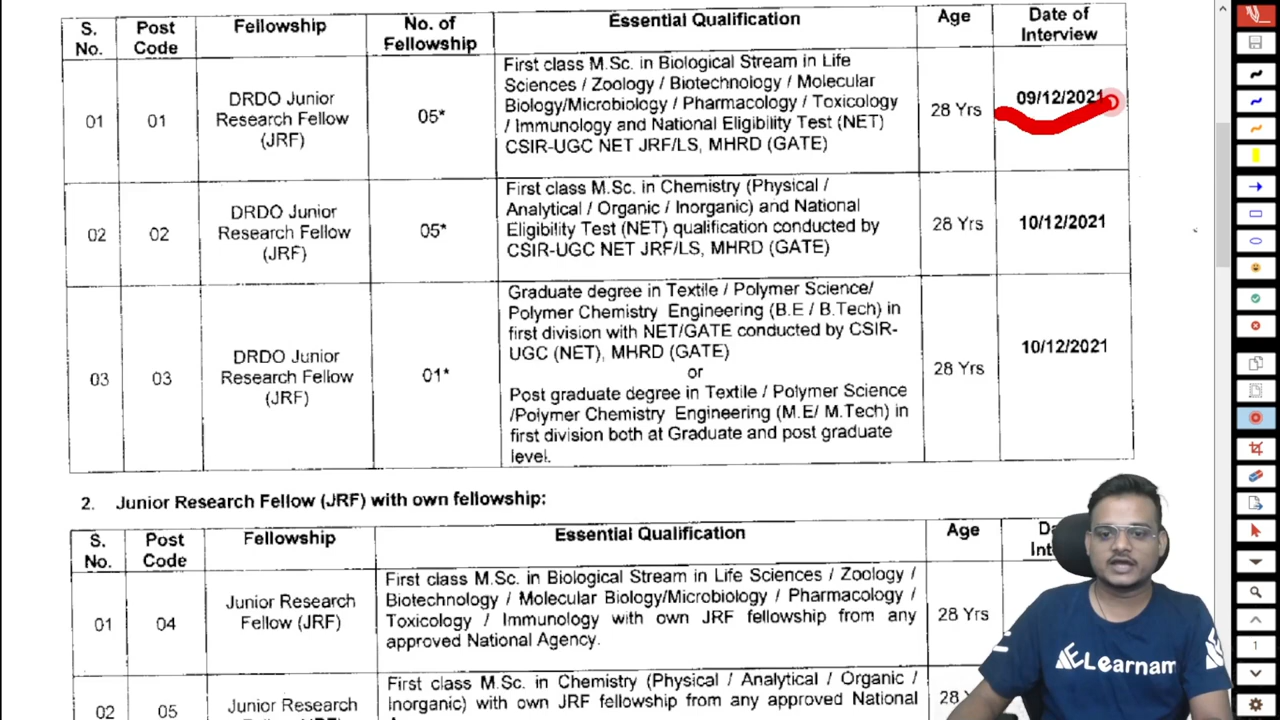 S. No.
Post Code
Fellowship
No. of Fellowship
Essential Qualification
Age
Date of Interview
01
01
DRDO Junior
Research Fellow
(JRF)
05*
First class M.Sc. in Biological Stream in Life
Sciences / Zoology / Biotechnology / Molecular
Biology/Microbiology / Pharmacology / Toxicology
/ Immunology and National Eligibility Test (NET)
CSIR-UGC NET JRF/LS, MHRD (GATE)
28 Yrs
09/12/2021
02
02
DRDO Junior
Research Fellow
(JRF)
05*
First class M.Sc. in Chemistry (Physical /
Analytical / Organic / Inorganic) and National
Eligibility Test (NET) qualification conducted by
CSIR-UGC NET JRF/LS, MHRD (GATE)
28 Yrs
10/12/2021
03
03
DRDO Junior
Research Fellow
(JRF)
01*
Graduate degree in Textile / Polymer Science/
Polymer Chemistry Engineering (B.E / B.Tech) in
first division with NET/GATE conducted by CSIR-
UGC (NET), MHRD (GATE)
or
Post graduate degree in Textile / Polymer Science
/Polymer Chemistry Engineering (M.E/ M.Tech) in
first division both at Graduate and post graduate
level.
28 Yrs
10/12/2021
2. Junior Research Fellow (JRF) with own fellowship:
S. No.
Post Code
Fellowship
Essential Qualification
Age
01
04
Junior Research
Fellow (JRF)
First class M.Sc. in Biological Stream in Life Sciences / Zoology /
Biotechnology / Molecular Biology/Microbiology / Pharmacology /
Toxicology / Immunology with own JRF fellowship from any
approved National Agency.
28 Yrs
02
05
Junior Research
First class M.Sc. in Chemistry (Physical / Analytical / Organic /
Inorganic) with own JRF fellowship from any approved National
28
Learnam
1